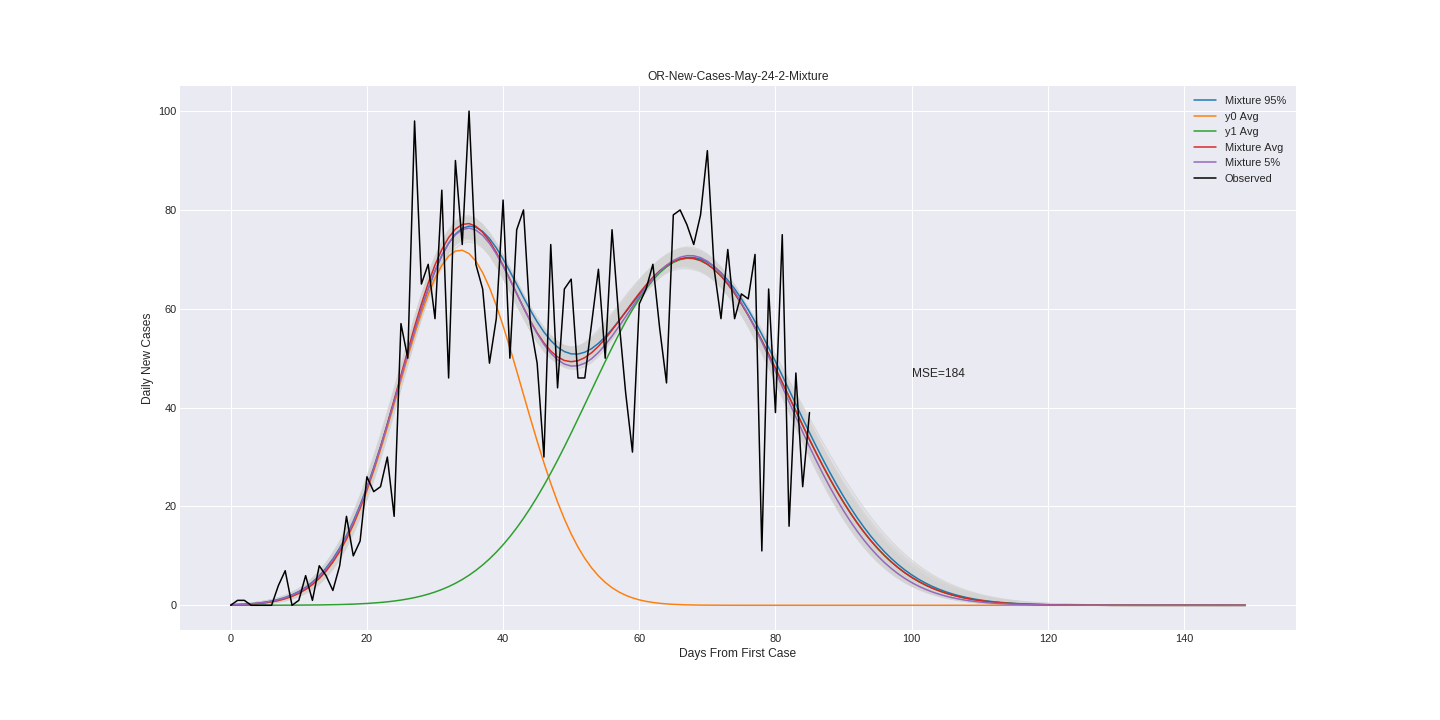 OR-New-Cases-May-24-2-Mixture
Mixture 95%
y0 Avg
y1 Avg
Mixture Avg
Mixture 5%
Observed
100
80
60
40
20
0
Daily New Cases
MSE=184
0 20 40 60 80 100 120 140
Days From First Case